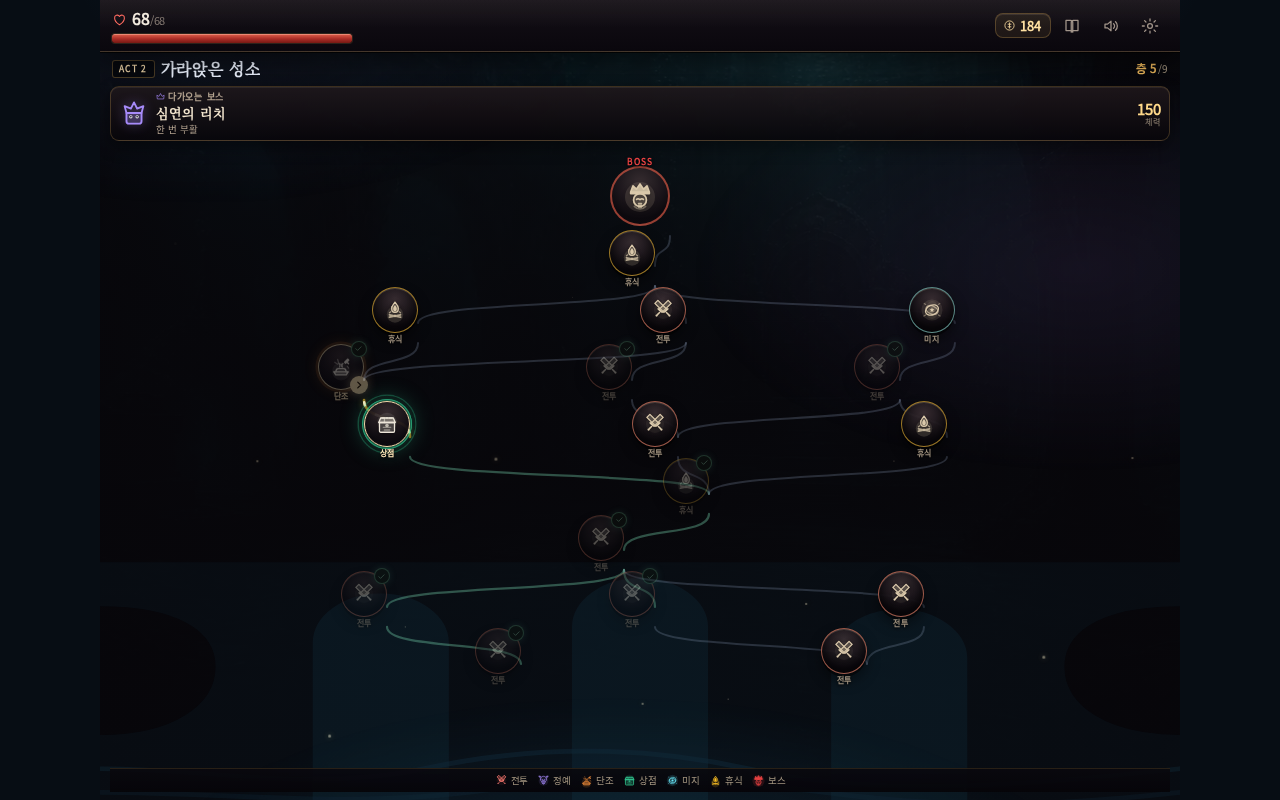 68/68
184
ACT 2 가라앉은 성소
층 5/9
다가오는 보스
심연의 리치
한 번 부활
150
체력
BOSS
휴식
휴식
전투
미지
단조
전투
전투
상점
전투
휴식
휴식
전투
전투
전투
전투
전투
전투
전투 정예 단조 상점 미지 휴식 보스